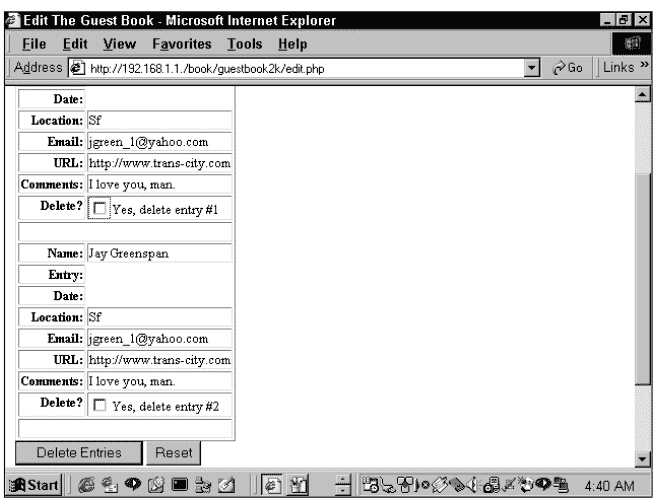 Edit The Guest Book - Microsoft Internet Explorer
File Edit View Favorites Tools Help
Address http://192.168.1.1./book/guestbook2k/edit.php Go Links »
Date:
Location: Sf
Email: jgreen_1@yahoo.com
URL: http://www.trans-city.com
Comments: I love you, man.
Delete? Yes, delete entry #1
Name: Jay Greenspan
Entry:
Date:
Location: Sf
Email: jgreen_1@yahoo.com
URL: http://www.trans-city.com
Comments: I love you, man.
Delete? Yes, delete entry #2
Delete Entries Reset
Start 4:40 AM